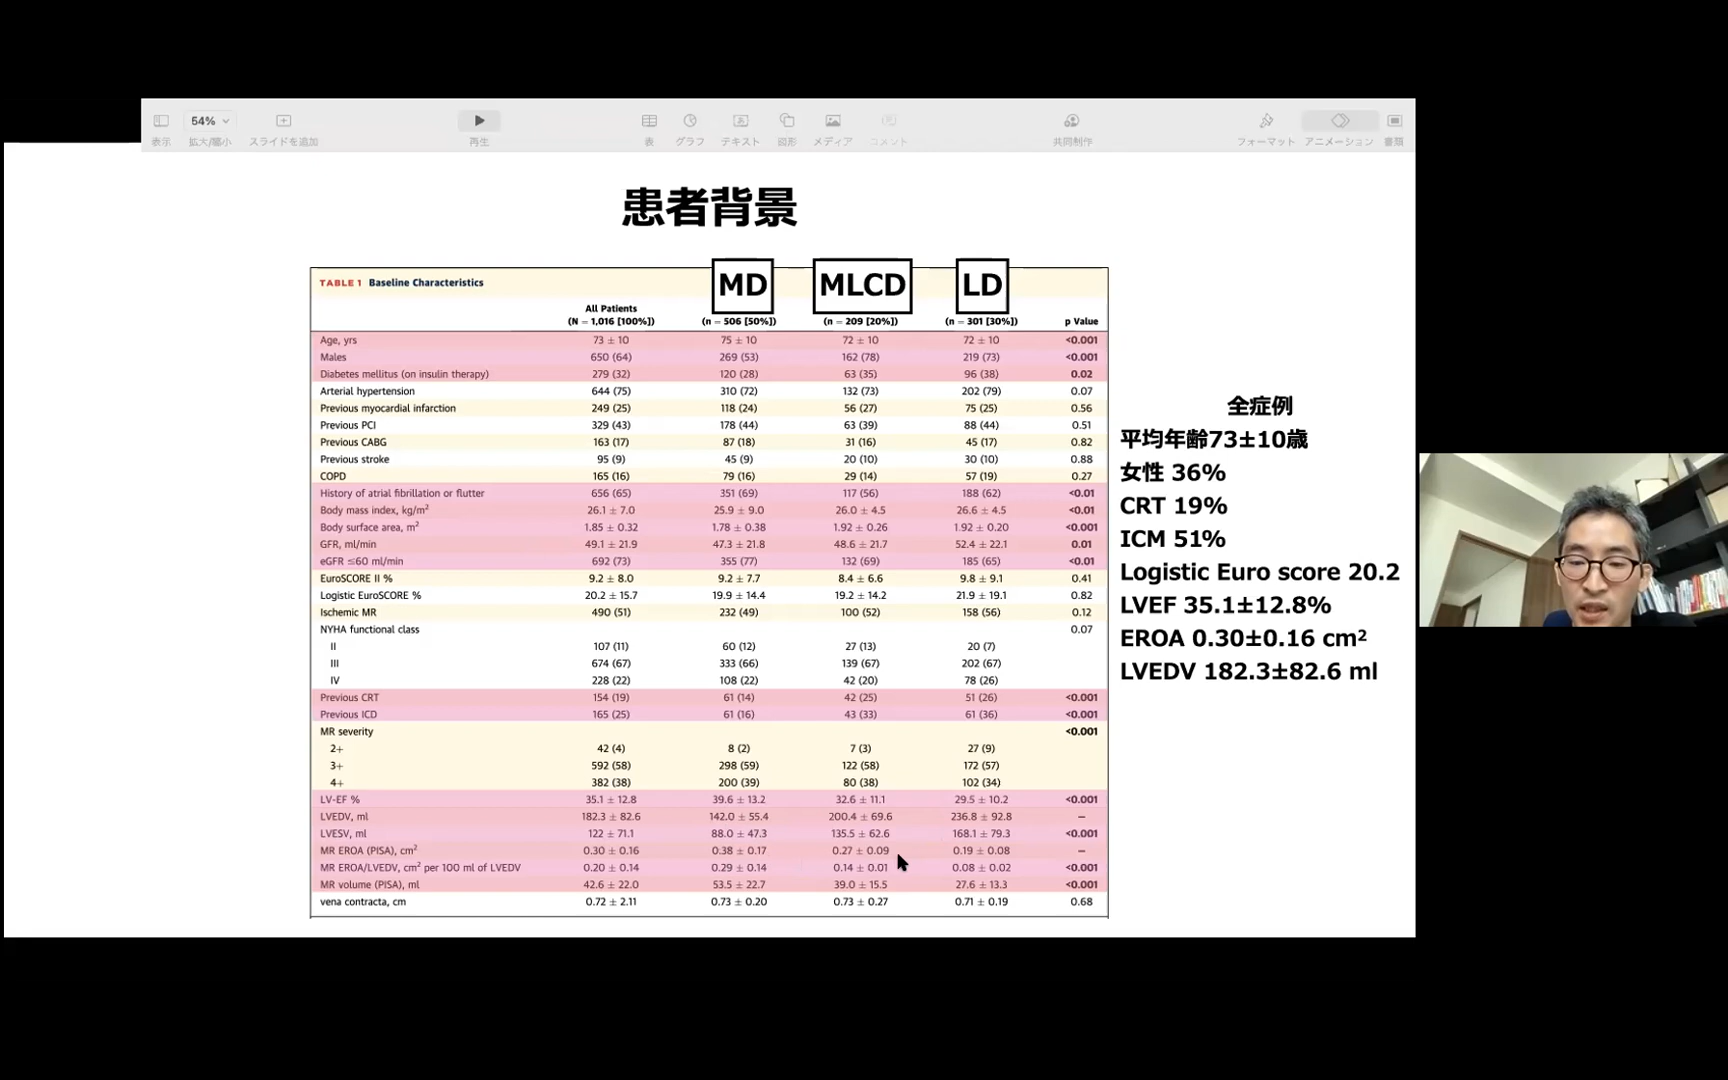 54%
表示
拡大/縮小
スライドを追加
再生
表
グラフ
テキスト
図形
メディア
コメント
共同制作
フォーマット
アニメーション
書類
患者背景
TABLE 1 Baseline Characteristics
MD
MLCD
LD
All Patients
(N = 1,016 [100%]) (n = 506 [50%]) (n = 209 [20%]) (n = 301 [30%]) p Value
Age, yrs 73 ± 10 75 ± 10 72 ± 10 72 ± 10 <0.001
Males 650 (64) 269 (53) 162 (78) 219 (73) <0.001
Diabetes mellitus (on insulin therapy) 279 (32) 120 (28) 63 (35) 96 (38) 0.02
Arterial hypertension 644 (75) 310 (72) 132 (73) 202 (79) 0.07
Previous myocardial infarction 249 (25) 118 (24) 56 (27) 75 (25) 0.56
Previous PCI 329 (43) 178 (44) 63 (39) 88 (44) 0.51
Previous CABG 163 (17) 87 (18) 31 (16) 45 (17) 0.82
Previous stroke 95 (9) 45 (9) 20 (10) 30 (10) 0.88
COPD 165 (16) 79 (16) 29 (14) 57 (19) 0.27
History of atrial fibrillation or flutter 656 (65) 351 (69) 117 (56) 188 (62) <0.01
Body mass index, kg/m² 26.1 ± 7.0 25.9 ± 9.0 26.0 ± 4.5 26.6 ± 4.5 <0.01
Body surface area, m² 1.85 ± 0.32 1.78 ± 0.38 1.92 ± 0.26 1.92 ± 0.20 <0.001
GFR, ml/min 49.1 ± 21.9 47.3 ± 21.8 48.6 ± 21.7 52.4 ± 22.1 0.01
eGFR ≤60 ml/min 692 (73) 355 (77) 132 (69) 185 (65) <0.01
EuroSCORE II % 9.2 ± 8.0 9.2 ± 7.7 8.4 ± 6.6 9.8 ± 9.1 0.41
Logistic EuroSCORE % 20.2 ± 15.7 19.9 ± 14.4 19.2 ± 14.2 21.9 ± 19.1 0.82
Ischemic MR 490 (51) 232 (49) 100 (52) 158 (56) 0.12
NYHA functional class 0.07
II 107 (11) 60 (12) 27 (13) 20 (7)
III 674 (67) 333 (66) 139 (67) 202 (67)
IV 228 (22) 108 (22) 42 (20) 78 (26)
Previous CRT 154 (19) 61 (14) 42 (25) 51 (26) <0.001
Previous ICD 165 (25) 61 (16) 43 (33) 61 (36) <0.001
MR severity <0.001
2+ 42 (4) 8 (2) 7 (3) 27 (9)
3+ 592 (58) 298 (59) 122 (58) 172 (57)
4+ 382 (38) 200 (39) 80 (38) 102 (34)
LV-EF % 35.1 ± 12.8 39.6 ± 13.2 32.6 ± 11.1 29.5 ± 10.2 <0.001
LVEDV, ml 182.3 ± 82.6 142.0 ± 55.4 200.4 ± 69.6 236.8 ± 92.8 –
LVESV, ml 122 ± 71.1 88.0 ± 47.3 135.5 ± 62.6 168.1 ± 79.3 <0.001
MR EROA (PISA), cm² 0.30 ± 0.16 0.38 ± 0.17 0.27 ± 0.09 0.19 ± 0.08 –
MR EROA/LVEDV, cm² per 100 ml of LVEDV 0.20 ± 0.14 0.29 ± 0.14 0.14 ± 0.01 0.08 ± 0.02 <0.001
MR volume (PISA), ml 42.6 ± 22.0 53.5 ± 22.7 39.0 ± 15.5 27.6 ± 13.3 <0.001
vena contracta, cm 0.72 ± 2.11 0.73 ± 0.20 0.73 ± 0.27 0.71 ± 0.19 0.68
全症例
平均年齢73±10歳
女性 36%
CRT 19%
ICM 51%
Logistic Euro score 20.2
LVEF 35.1±12.8%
EROA 0.30±0.16 cm²
LVEDV 182.3±82.6 ml